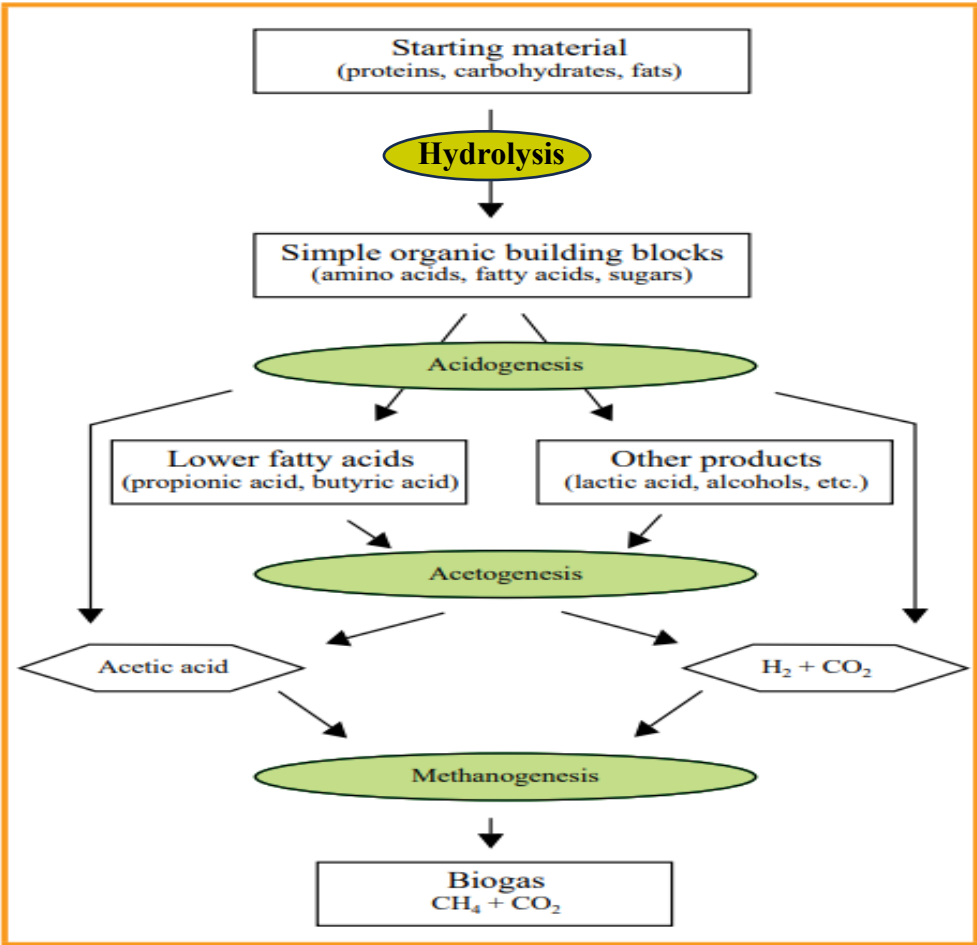 Starting material
(proteins, carbohydrates, fats)
Hydrolysis
Simple organic building blocks
(amino acids, fatty acids, sugars)
Acidogenesis
Lower fatty acids
(propionic acid, butyric acid)
Other products
(lactic acid, alcohols, etc.)
Acetogenesis
Acetic acid
H₂ + CO₂
Methanogenesis
Biogas
CH₄ + CO₂